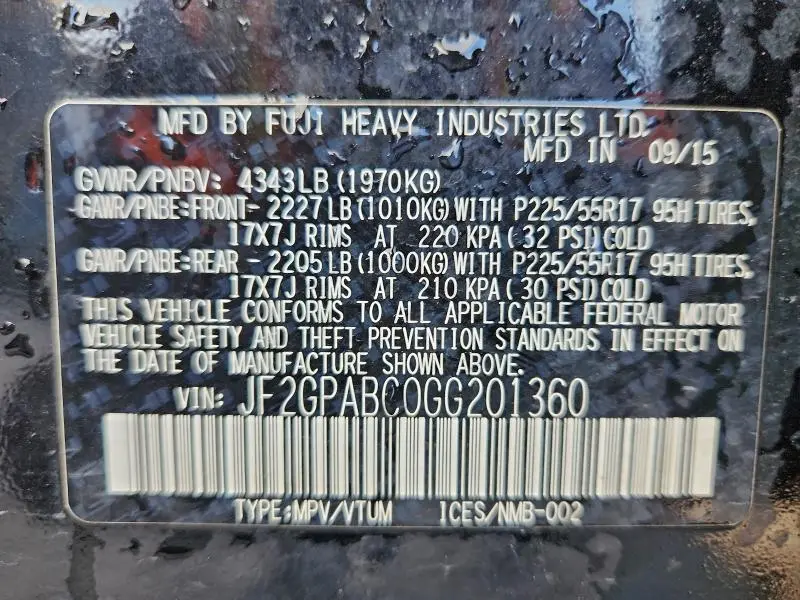 MFD BY FUJI HEAVY INDUSTRIES LTD.
MFD IN 09/15
GVWR/PNBV: 4343LB (1970KG)
GAWR/PNBE:FRONT- 2227LB(1010KG)WITH P225/55R17 95H TIRES,
17X7J RIMS AT 220 KPA( 32 PSI)COLD
GAWR/PNBE:REAR - 2205LB(1000KG)WITH P225/55R17 95H TIRES,
17X7J RIMS AT 210 KPA( 30 PSI)COLD
THIS VEHICLE CONFORMS TO ALL APPLICABLE FEDERAL MOTOR
VEHICLE SAFETY AND THEFT PREVENTION STANDARDS IN EFFECT ON
THE DATE OF MANUFACTURE SHOWN ABOVE.
VIN: JF2GPABC0GG201360
TYPE:MPV/VTUM ICES/NMB-002